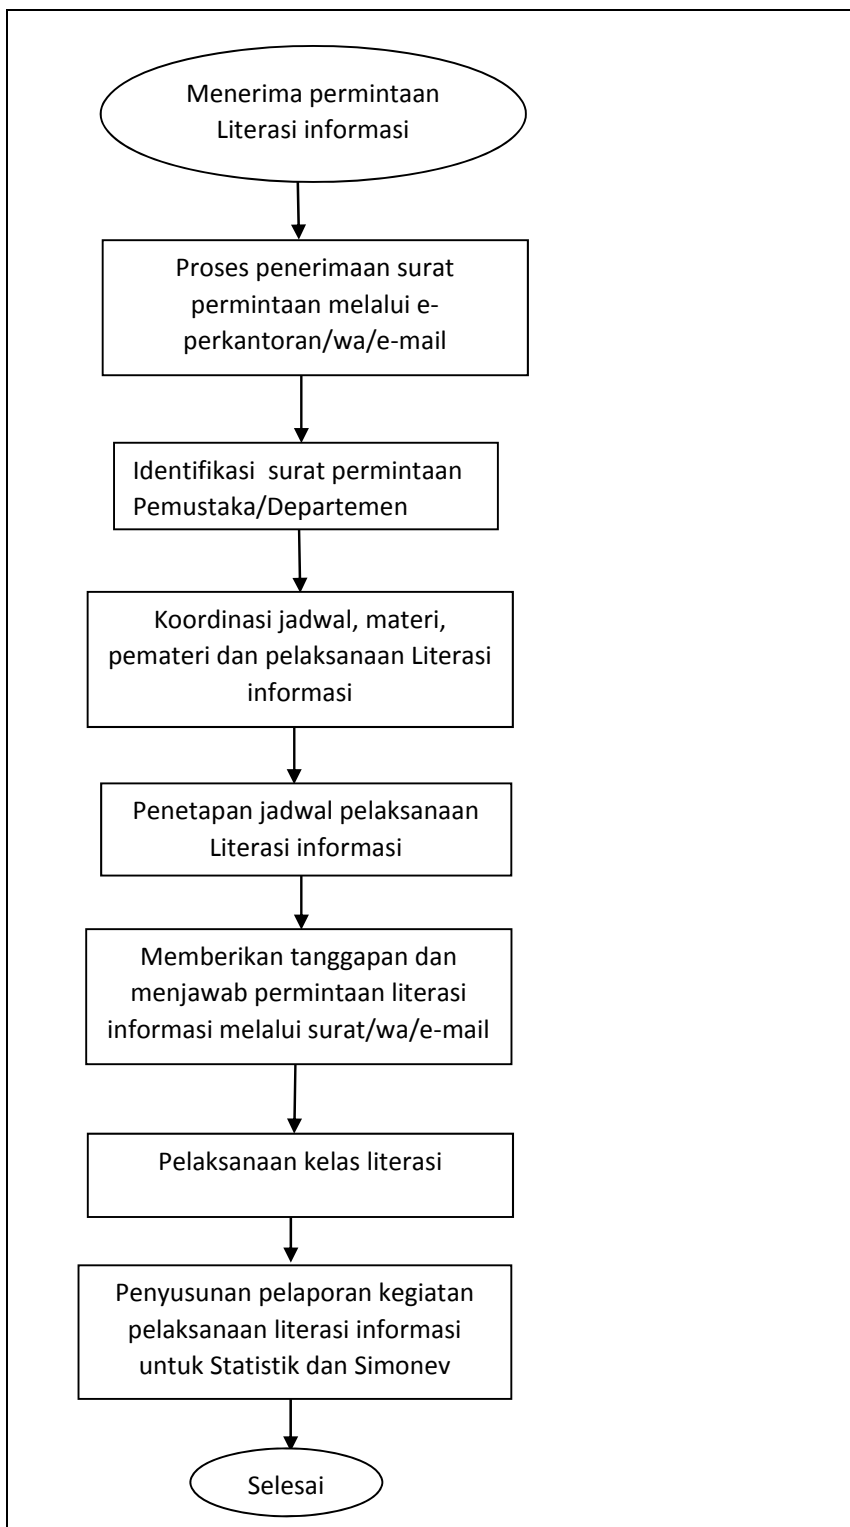 Menerima permintaan
Literasi informasi
Proses penerimaan surat
permintaan melalui e-
perkantoran/wa/e-mail
Identifikasi  surat permintaan
Pemustaka/Departemen
Koordinasi jadwal, materi,
pemateri dan pelaksanaan Literasi
informasi
Penetapan jadwal pelaksanaan
Literasi informasi
Memberikan tanggapan dan
menjawab permintaan literasi
informasi melalui surat/wa/e-mail
Pelaksanaan kelas literasi
Penyusunan pelaporan kegiatan
pelaksanaan literasi informasi
untuk Statistik dan Simonev
Selesai